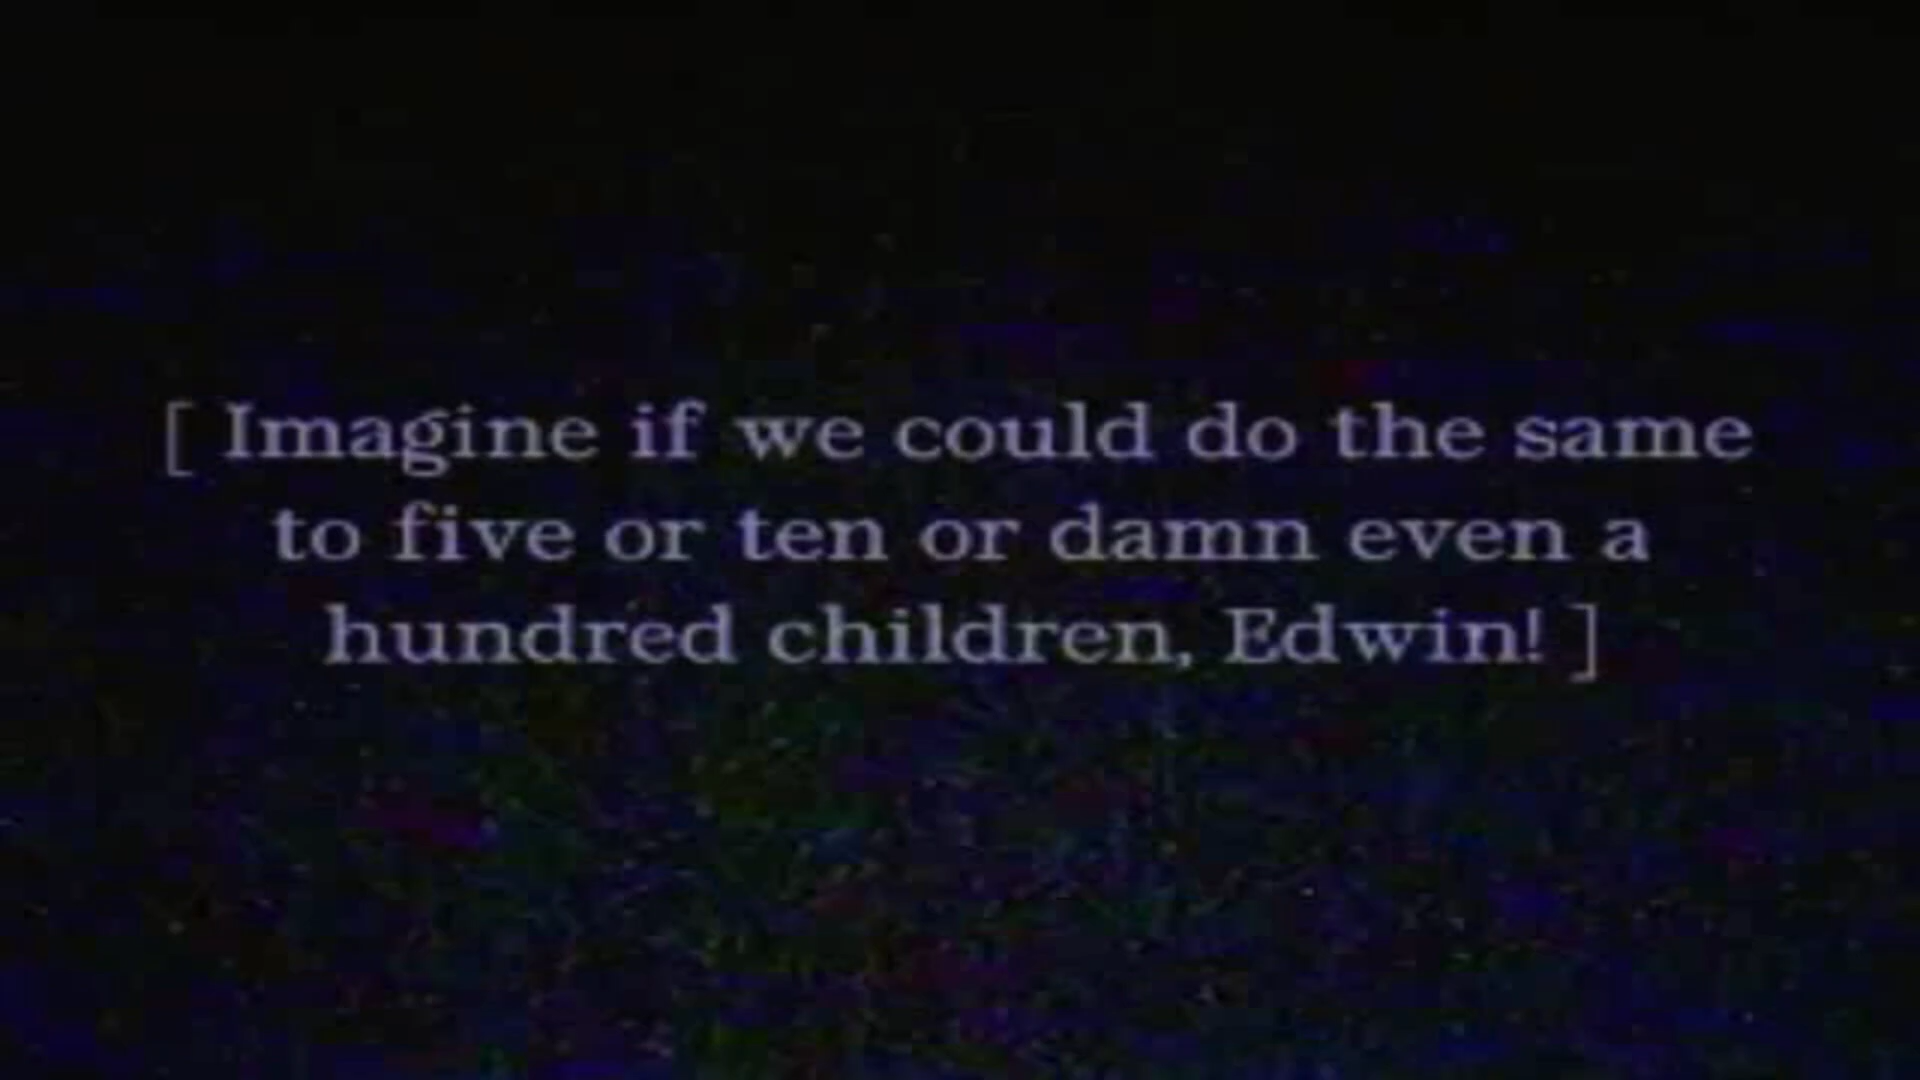 [ Imagine if we could do the same
to five or ten or damn even a
hundred children, Edwin! ]